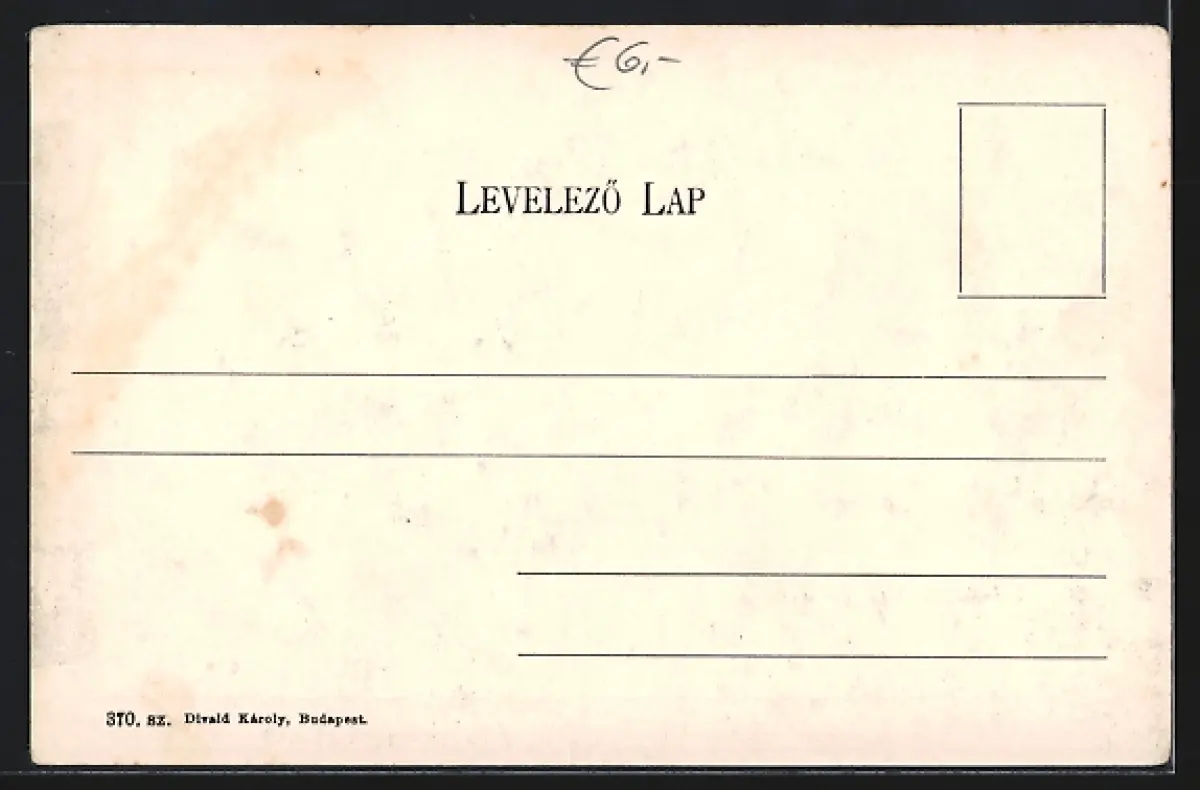 € 6,-
LEVELEZŐ LAP
370. sz. Divald Károly, Budapest.